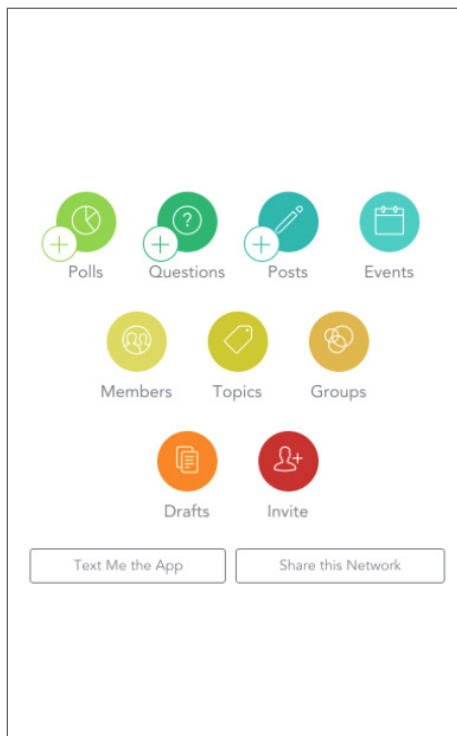 Polls Questions Posts Events
Members Topics Groups
Drafts Invite
Text Me the App Share this Network